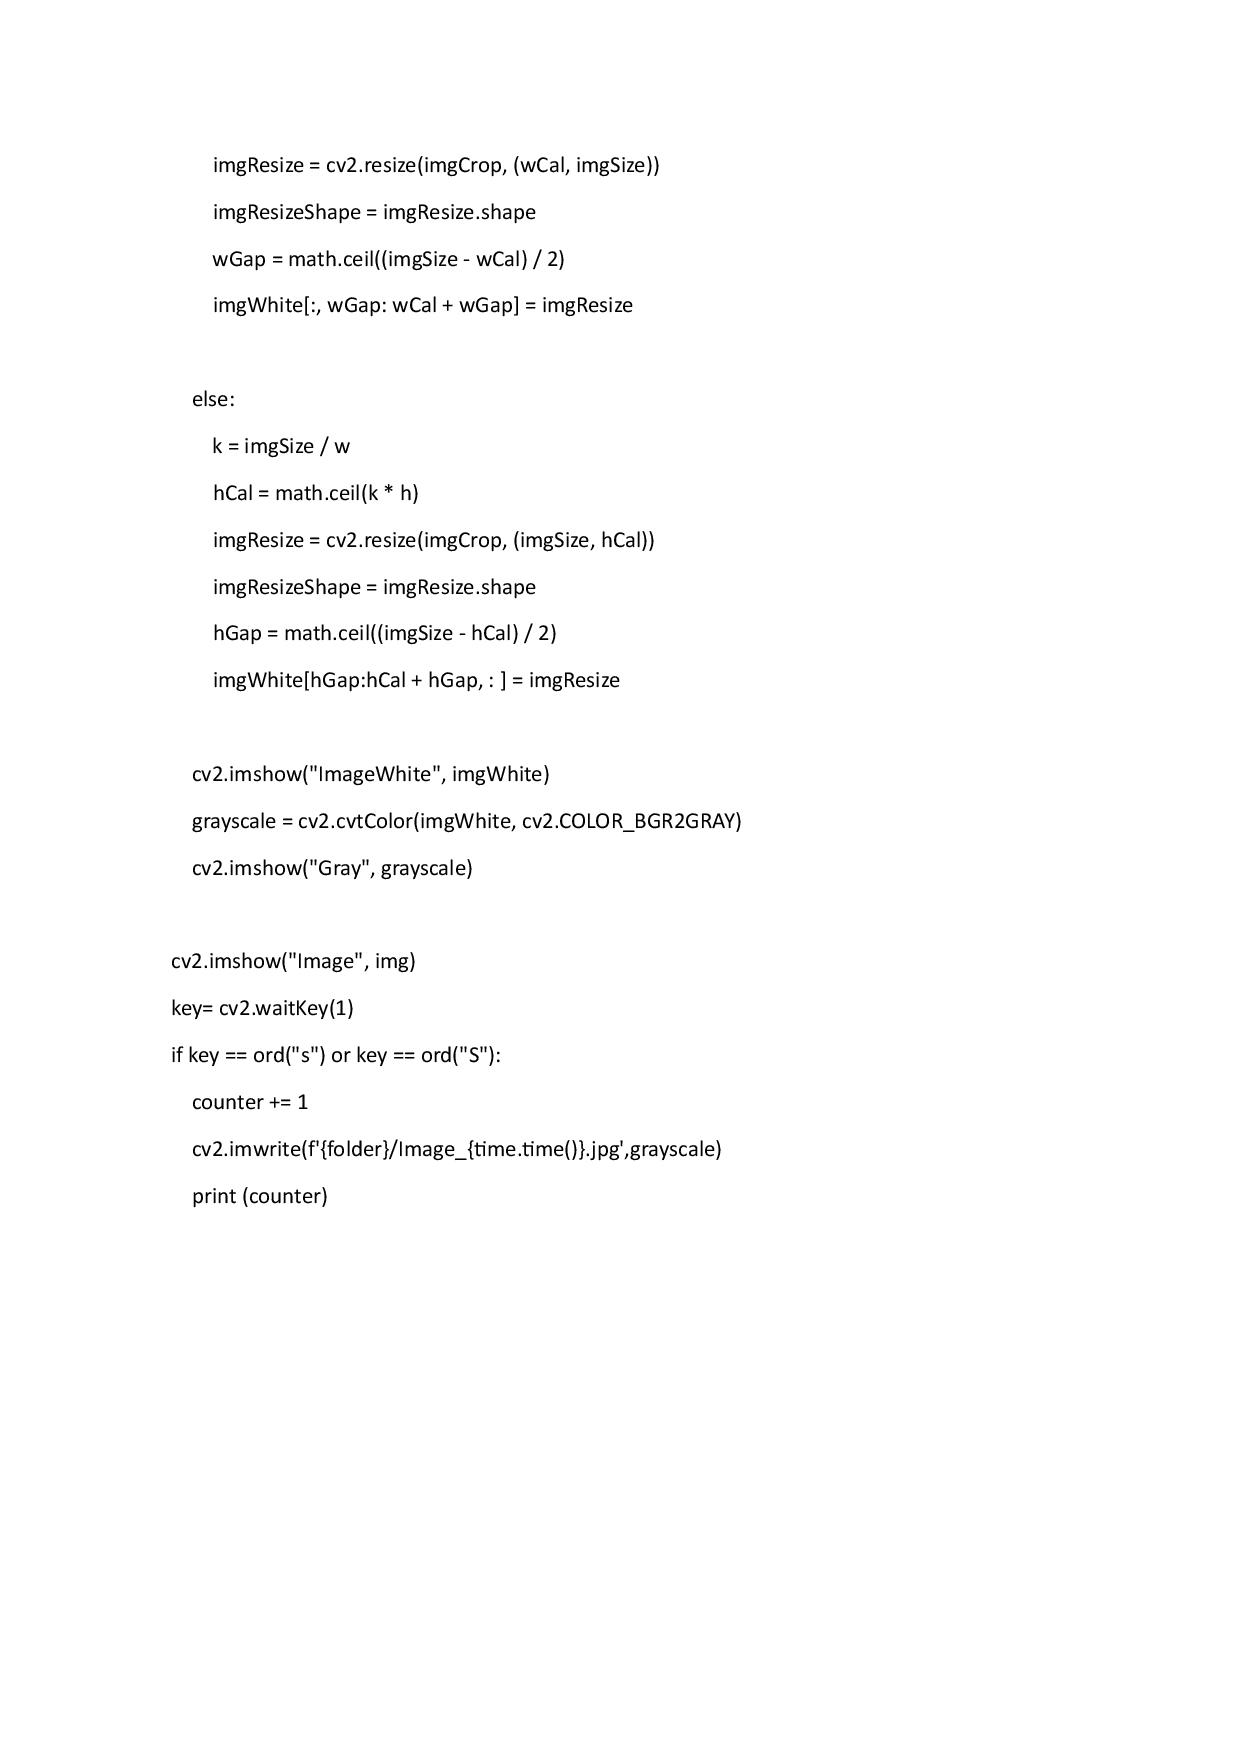 imgResize = cv2.resize(imgCrop, (wCal, imgSize))
imgResizeShape = imgResize.shape
wGap = math.ceil((imgSize - wCal) / 2)
imgWhite[:, wGap: wCal + wGap] = imgResize
else:
k = imgSize / w
hCal = math.ceil(k * h)
imgResize = cv2.resize(imgCrop, (imgSize, hCal))
imgResizeShape = imgResize.shape
hGap = math.ceil((imgSize - hCal) / 2)
imgWhite[hGap:hCal + hGap, : ] = imgResize
cv2.imshow("ImageWhite", imgWhite)
grayscale = cv2.cvtColor(imgWhite, cv2.COLOR_BGR2GRAY)
cv2.imshow("Gray", grayscale)
cv2.imshow("Image", img)
key= cv2.waitKey(1)
if key == ord("s") or key == ord("S"):
counter += 1
cv2.imwrite(f'{folder}/Image_{time.time()}.jpg',grayscale)
print (counter)